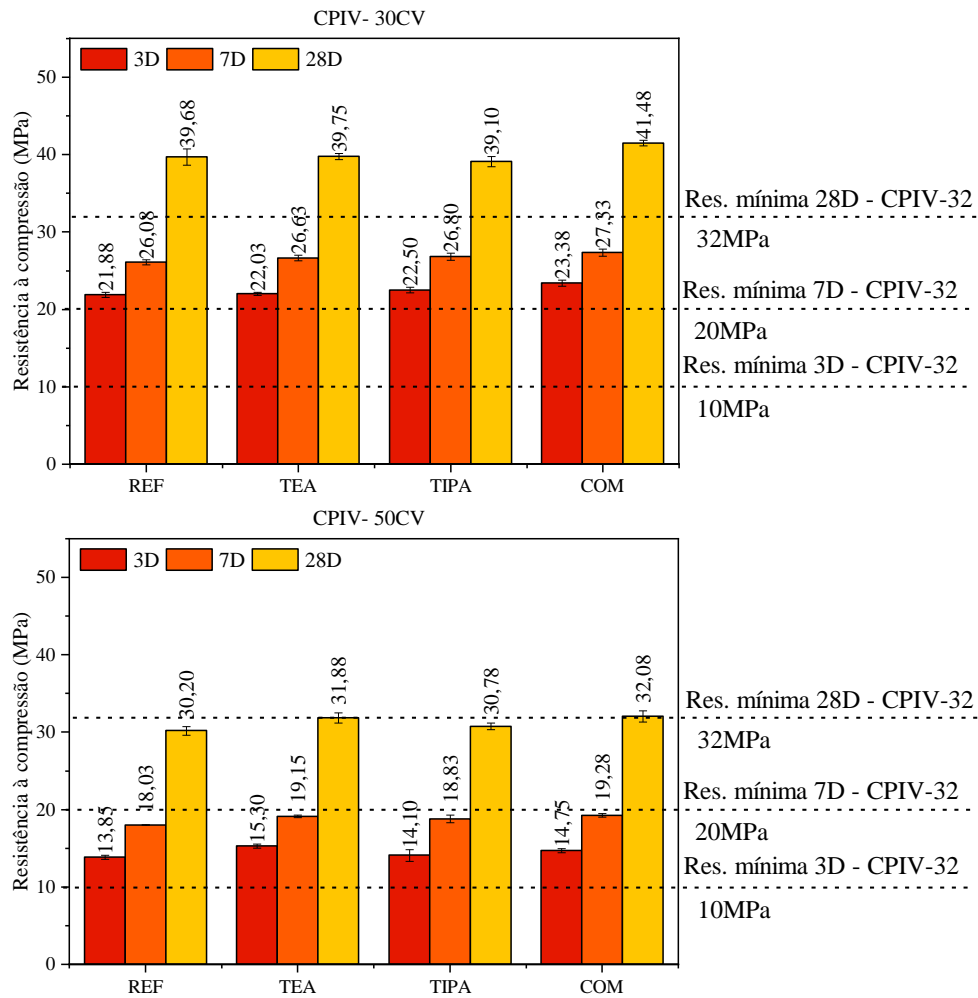 CPIV- 30CV
3D 7D 28D
Resistência à compressão (MPa)
50
40
30
20
10
0
21,88 26,08 39,68
22,03 26,63 39,75
22,50 26,80 39,10
23,38 27,33 41,48
Res. mínima 28D - CPIV-32
32MPa
Res. mínima 7D - CPIV-32
20MPa
Res. mínima 3D - CPIV-32
10MPa
REF TEA TIPA COM
CPIV- 50CV
3D 7D 28D
Resistência à compressão (MPa)
50
40
30
20
10
0
13,85 18,03 30,20
15,30 19,15 31,88
14,10 18,83 30,78
14,75 19,28 32,08
Res. mínima 28D - CPIV-32
32MPa
Res. mínima 7D - CPIV-32
20MPa
Res. mínima 3D - CPIV-32
10MPa
REF TEA TIPA COM